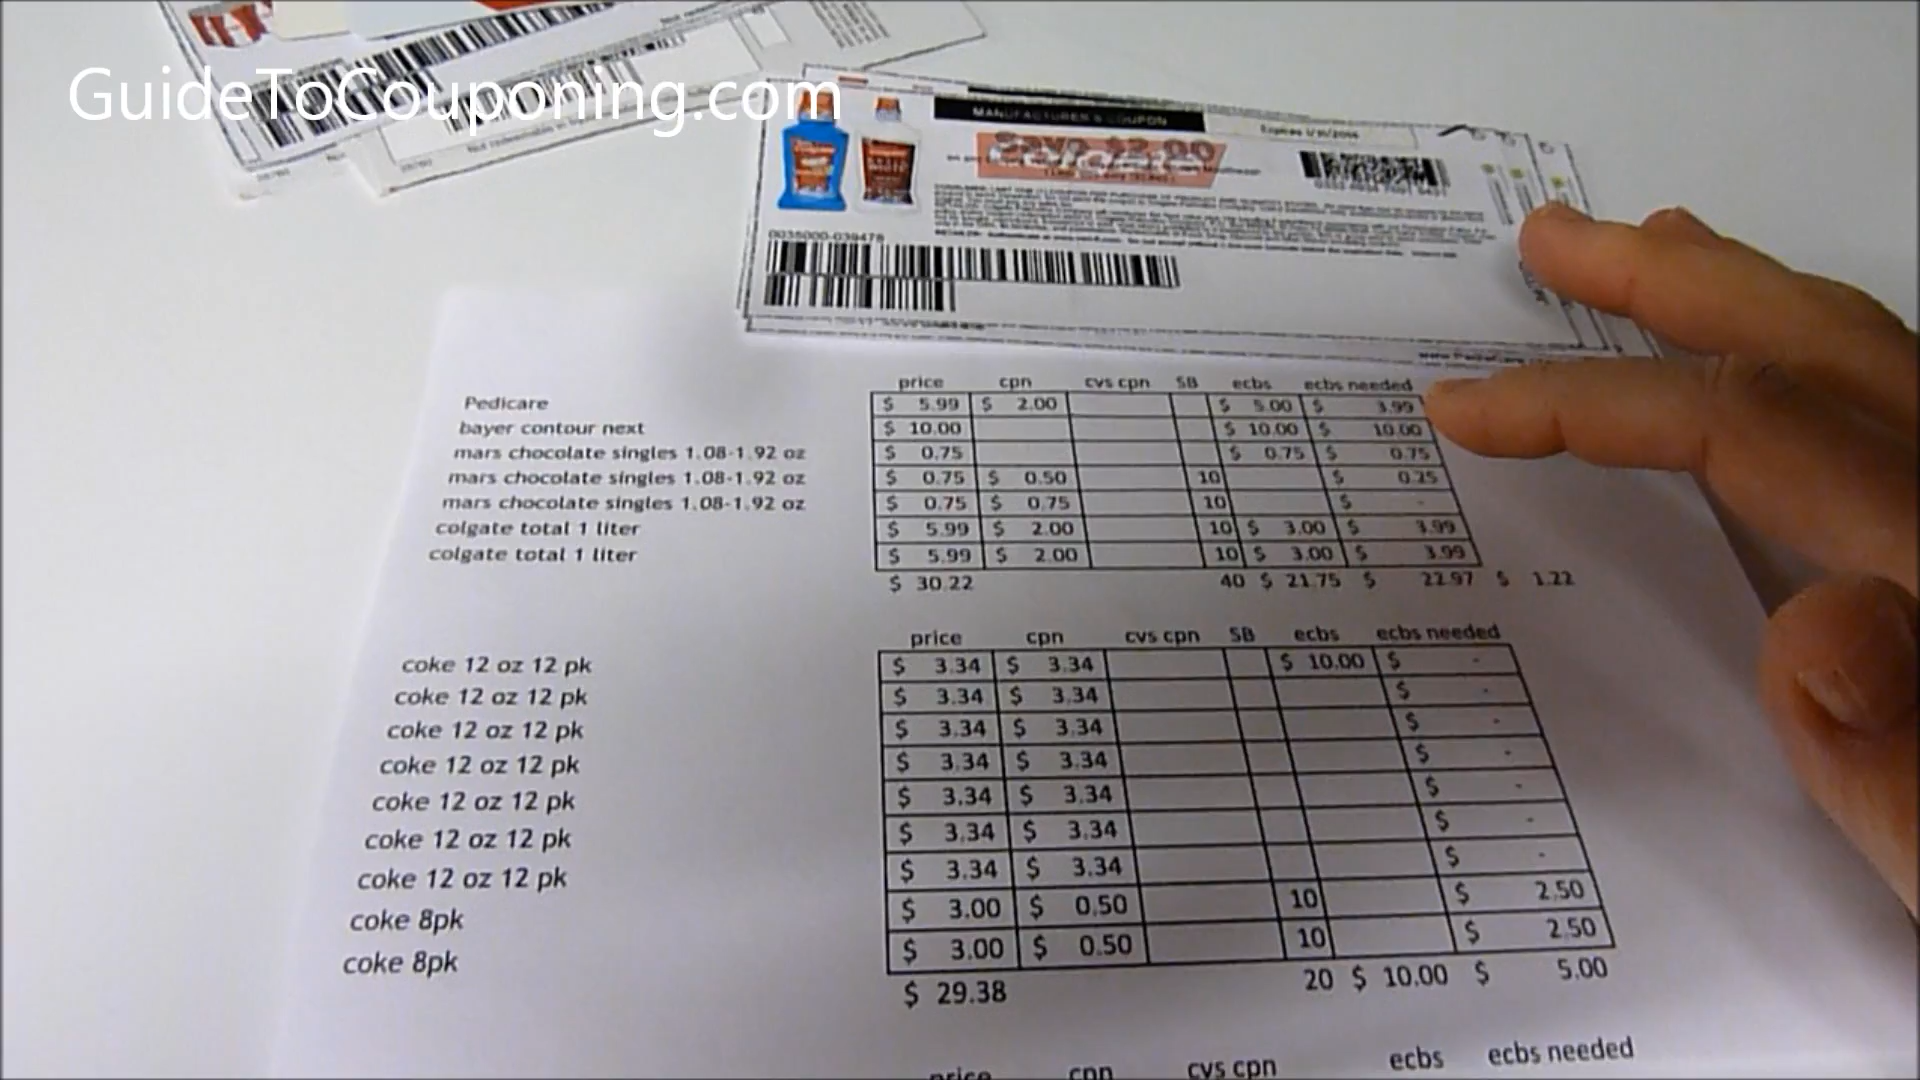 GuideToCouponing.com
MANUFACTURER'S COUPON
Expires 1/31/2016
Save $2.00
0035000-039476
price cpn cvs cpn SB ecbs ecbs needed
Pedicare $ 5.99 $ 2.00 $ 5.00 $ 3.99
bayer contour next $ 10.00 $ 10.00 $ 10.00
mars chocolate singles 1.08-1.92 oz $ 0.75 $ 0.75 $ 0.75
mars chocolate singles 1.08-1.92 oz $ 0.75 $ 0.50 10 $ 0.25
mars chocolate singles 1.08-1.92 oz $ 0.75 $ 0.75 10 $ -
colgate total 1 liter $ 5.99 $ 2.00 10 $ 3.00 $ 3.99
colgate total 1 liter $ 5.99 $ 2.00 10 $ 3.00 $ 3.99
$ 30.22 40 $ 21.75 $ 22.97 $ 1.22
price cpn cvs cpn SB ecbs ecbs needed
coke 12 oz 12 pk $ 3.34 $ 3.34 $ 10.00 $ -
coke 12 oz 12 pk $ 3.34 $ 3.34 $ -
coke 12 oz 12 pk $ 3.34 $ 3.34 $ -
coke 12 oz 12 pk $ 3.34 $ 3.34 $ -
coke 12 oz 12 pk $ 3.34 $ 3.34 $ -
coke 12 oz 12 pk $ 3.34 $ 3.34 $ -
coke 12 oz 12 pk $ 3.34 $ 3.34 $ -
coke 8pk $ 3.00 $ 0.50 10 $ 2.50
coke 8pk $ 3.00 $ 0.50 10 $ 2.50
$ 29.38 20 $ 10.00 $ 5.00
price cpn cvs cpn ecbs ecbs needed